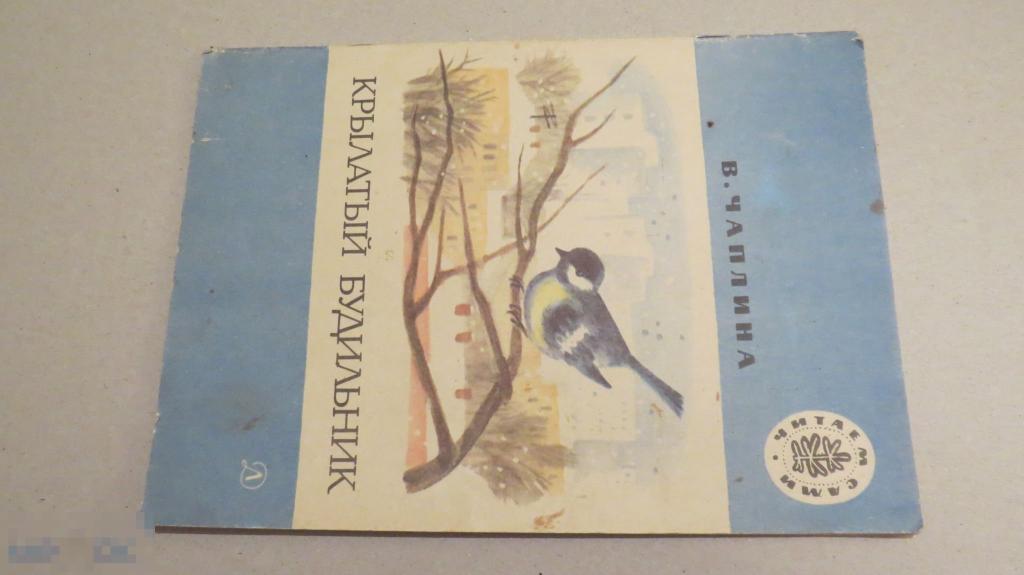 В. ЧАПЛИНА
ЧИТАЕМ САМИ
КРЫЛАТЫЙ БУДИЛЬНИК
Д